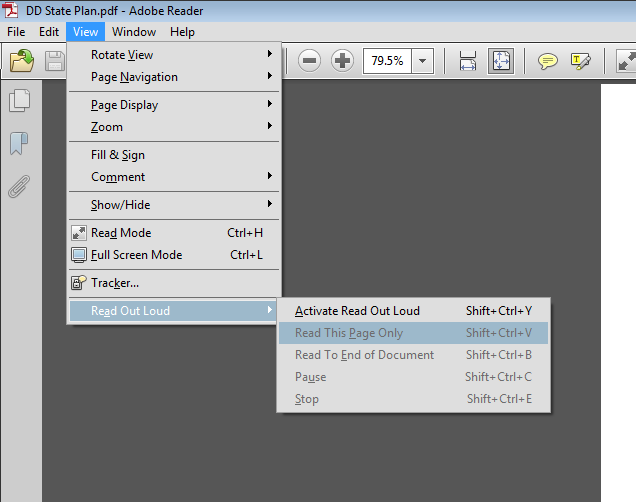 DD State Plan.pdf - Adobe Reader
File Edit View Window Help
79.5%
Rotate View
Page Navigation
Page Display
Zoom
Fill & Sign
Comment
Show/Hide
Read Mode Ctrl+H
Full Screen Mode Ctrl+L
Tracker...
Read Out Loud
Activate Read Out Loud Shift+Ctrl+Y
Read This Page Only Shift+Ctrl+V
Read To End of Document Shift+Ctrl+B
Pause Shift+Ctrl+C
Stop Shift+Ctrl+E